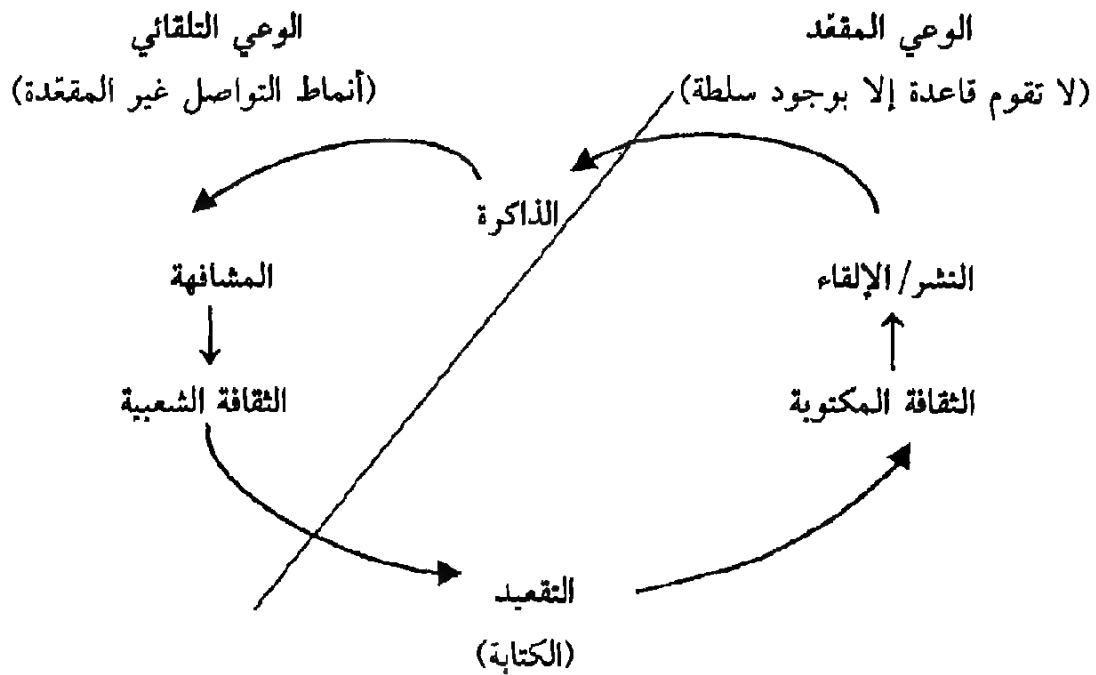 الوعي المقعّد
(لا تقوم قاعدة إلا بوجود سلطة)
الوعي التلقائي
(أنماط التواصل غير المقعّدة)
الذاكرة
النشر/الإلقاء
المشافهة
الثقافة المكتوبة
الثقافة الشعبية
التقعيد
(الكتابة)